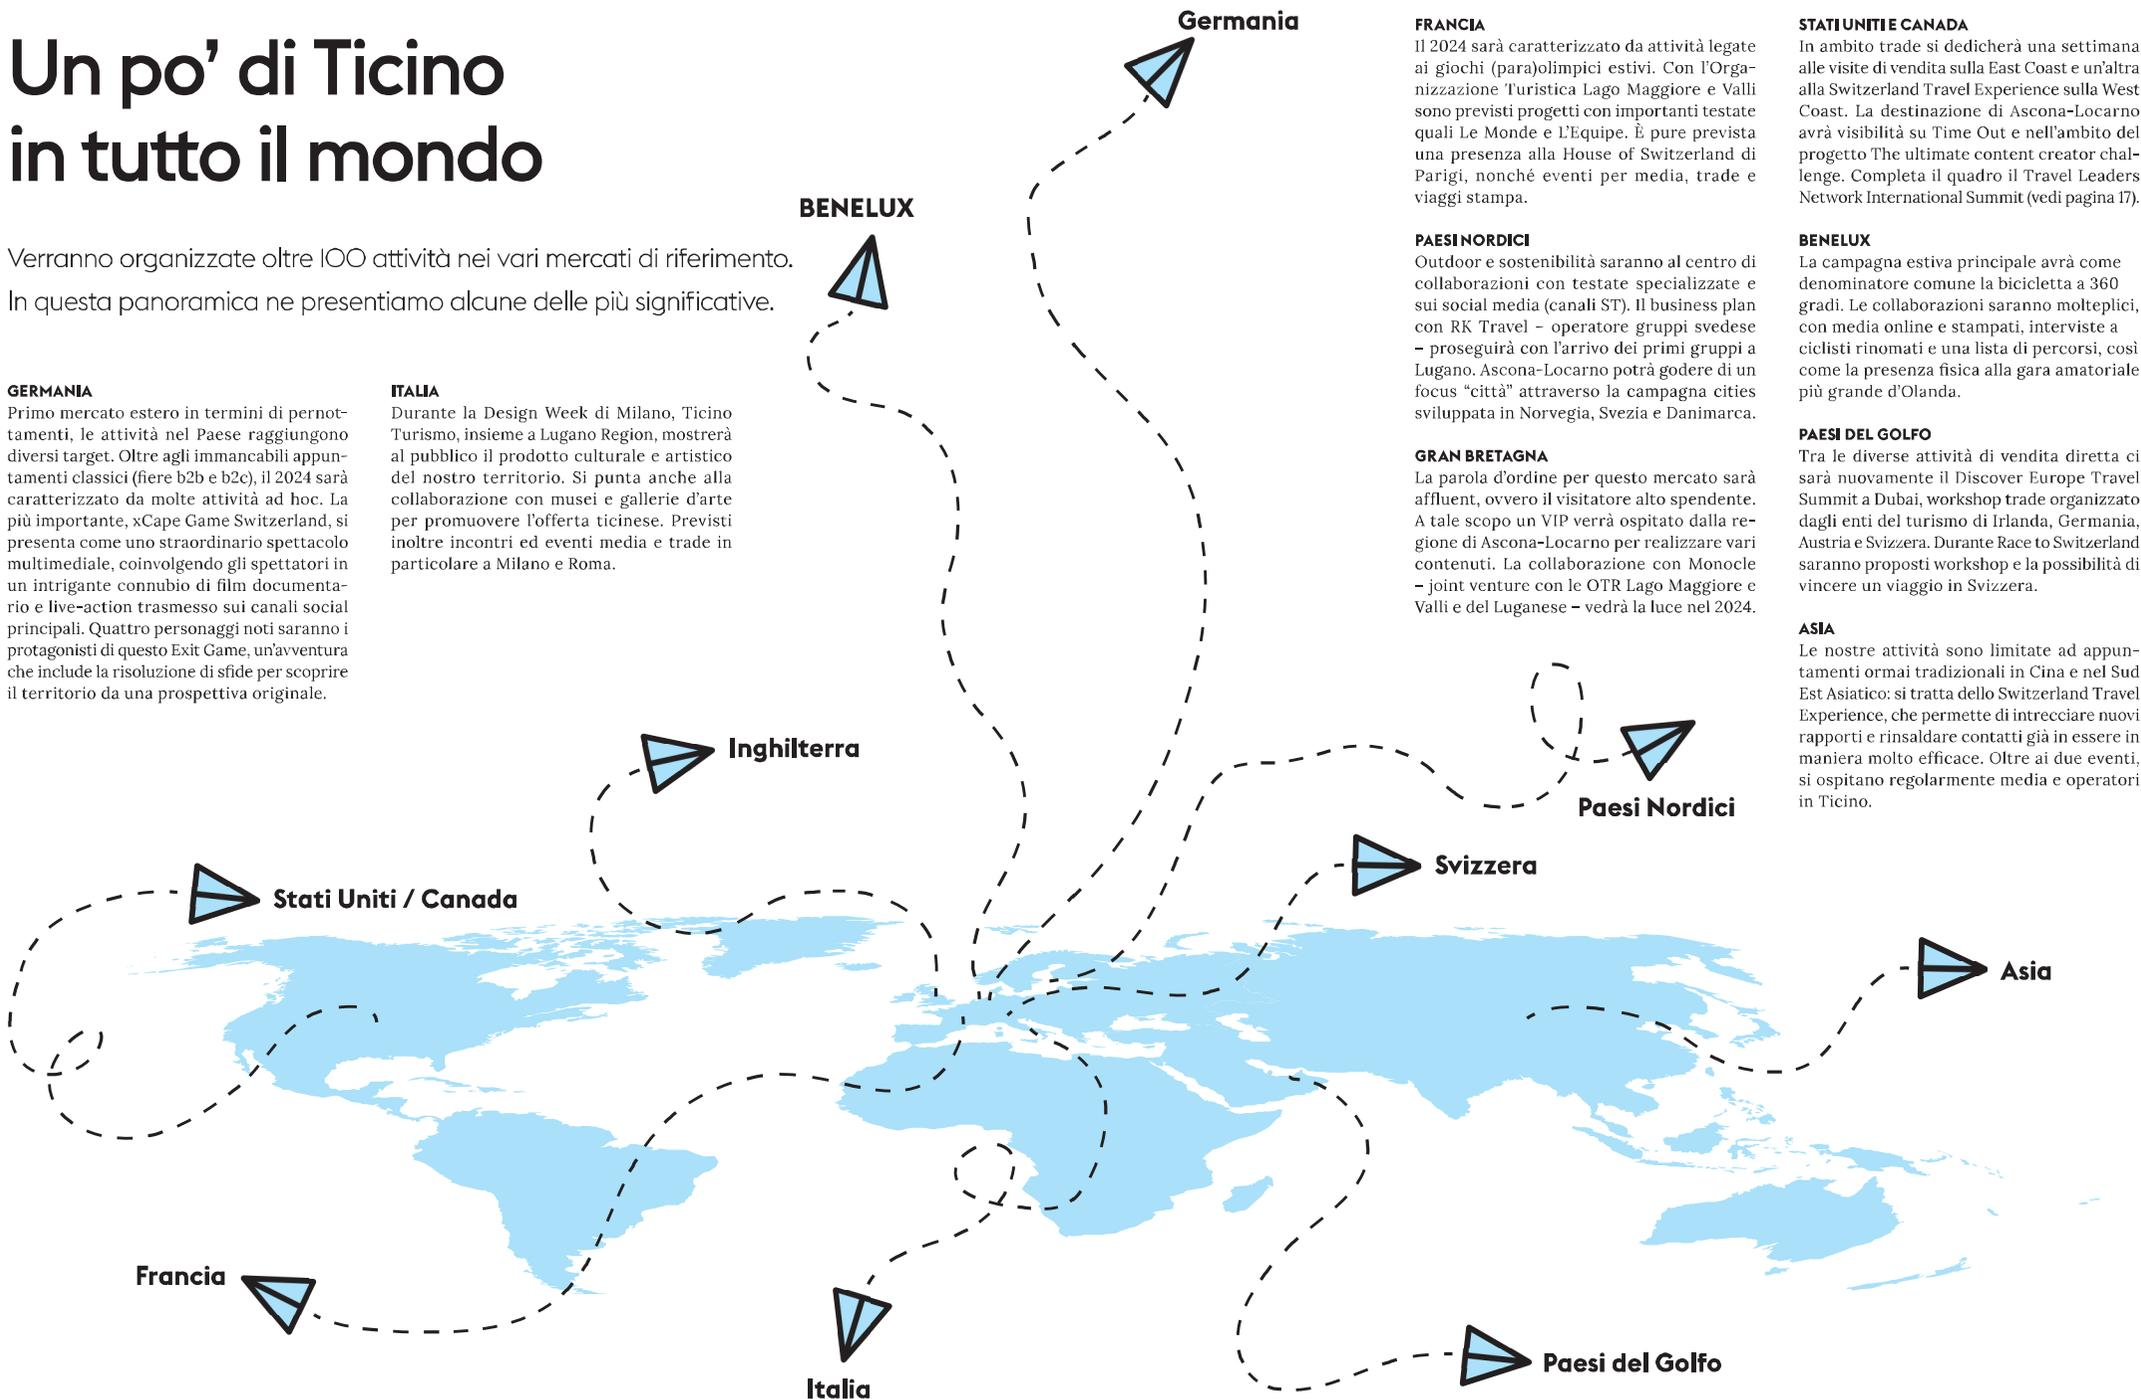 Un po’ di Ticino
in tutto il mondo
Verranno organizzate oltre 100 attività nei vari mercati di riferimento.
In questa panoramica ne presentiamo alcune delle più significative.
GERMANIA
Primo mercato estero in termini di pernot-
tamenti, le attività nel Paese raggiungono
diversi target. Oltre agli immancabili appun-
tamenti classici (fiere b2b e b2c), il 2024 sarà
caratterizzato da molte attività ad hoc. La
più importante, xCape Game Switzerland, si
presenta come uno straordinario spettacolo
multimediale, coinvolgendo gli spettatori in
un intrigante connubio di film documenta-
rio e live-action trasmesso sui canali social
principali. Quattro personaggi noti saranno i
protagonisti di questo Exit Game, un’avventura
che include la risoluzione di sfide per scoprire
il territorio da una prospettiva originale.
ITALIA
Durante la Design Week di Milano, Ticino
Turismo, insieme a Lugano Region, mostrerà
al pubblico il prodotto culturale e artistico
del nostro territorio. Si punta anche alla
collaborazione con musei e gallerie d’arte
per promuovere l’offerta ticinese. Previsti
inoltre incontri ed eventi media e trade in
particolare a Milano e Roma.
FRANCIA
Il 2024 sarà caratterizzato da attività legate
ai giochi (para)olimpici estivi. Con l’Orga-
nizzazione Turistica Lago Maggiore e Valli
sono previsti progetti con importanti testate
quali Le Monde e L’Equipe. È pure prevista
una presenza alla House of Switzerland di
Parigi, nonché eventi per media, trade e
viaggi stampa.
PAESI NORDICI
Outdoor e sostenibilità saranno al centro di
collaborazioni con testate specializzate e
sui social media (canali ST). Il business plan
con RK Travel – operatore gruppi svedese
– proseguirà con l’arrivo dei primi gruppi a
Lugano. Ascona-Locarno potrà godere di un
focus “città” attraverso la campagna cities
sviluppata in Norvegia, Svezia e Danimarca.
GRAN BRETAGNA
La parola d’ordine per questo mercato sarà
affluent, ovvero il visitatore alto spendente.
A tale scopo un VIP verrà ospitato dalla re-
gione di Ascona-Locarno per realizzare vari
contenuti. La collaborazione con Monocle
– joint venture con le OTR Lago Maggiore e
Valli e del Luganese – vedrà la luce nel 2024.
STATI UNITI E CANADA
In ambito trade si dedicherà una settimana
alle visite di vendita sulla East Coast e un’altra
alla Switzerland Travel Experience sulla West
Coast. La destinazione di Ascona-Locarno
avrà visibilità su Time Out e nell’ambito del
progetto The ultimate content creator chal-
lenge. Completa il quadro il Travel Leaders
Network International Summit (vedi pagina 17).
BENELUX
La campagna estiva principale avrà come
denominatore comune la bicicletta a 360
gradi. Le collaborazioni saranno molteplici,
con media online e stampati, interviste a
ciclisti rinomati e una lista di percorsi, così
come la presenza fisica alla gara amatoriale
più grande d’Olanda.
PAESI DEL GOLFO
Tra le diverse attività di vendita diretta ci
sarà nuovamente il Discover Europe Travel
Summit a Dubai, workshop trade organizzato
dagli enti del turismo di Irlanda, Germania,
Austria e Svizzera. Durante Race to Switzerland
saranno proposti workshop e la possibilità di
vincere un viaggio in Svizzera.
ASIA
Le nostre attività sono limitate ad appun-
tamenti ormai tradizionali in Cina e nel Sud
Est Asiatico: si tratta dello Switzerland Travel
Experience, che permette di intrecciare nuovi
rapporti e rinsaldare contatti già in essere in
maniera molto efficace. Oltre ai due eventi,
si ospitano regolarmente media e operatori
in Ticino.
Germania
BENELUX
Inghilterra
Paesi Nordici
Svizzera
Stati Uniti / Canada
Asia
Francia
Italia
Paesi del Golfo